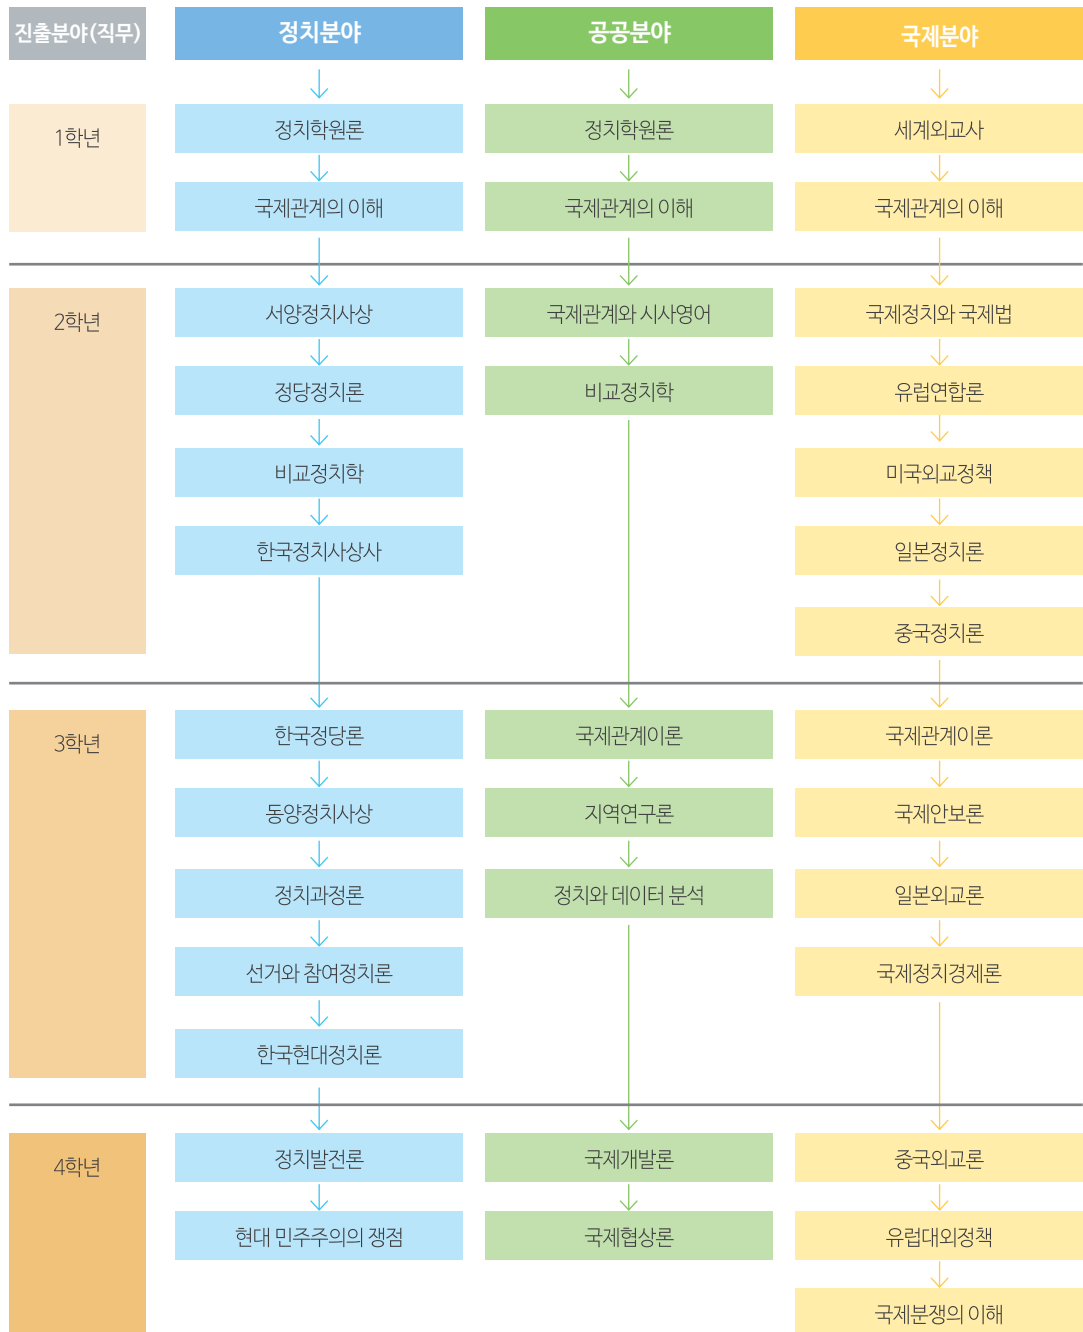 진출분야(직무) 정치분야 공공분야 국제분야
1학년 정치학원론 정치학원론 세계외교사
국제관계의 이해 국제관계의 이해 국제관계의 이해
2학년 서양정치사상 국제관계와 시사영어 국제정치와 국제법
정당정치론 비교정치학 유럽연합론
비교정치학 미국외교정책
한국정치사상사 일본정치론
중국정치론
3학년 한국정당론 국제관계이론 국제관계이론
동양정치사상 지역연구론 국제안보론
정치과정론 정치와 데이터 분석 일본외교론
선거와 참여정치론 국제정치경제론
한국현대정치론
4학년 정치발전론 국제개발론 중국외교론
현대 민주주의의 쟁점 국제협상론 유럽대외정책
국제분쟁의 이해